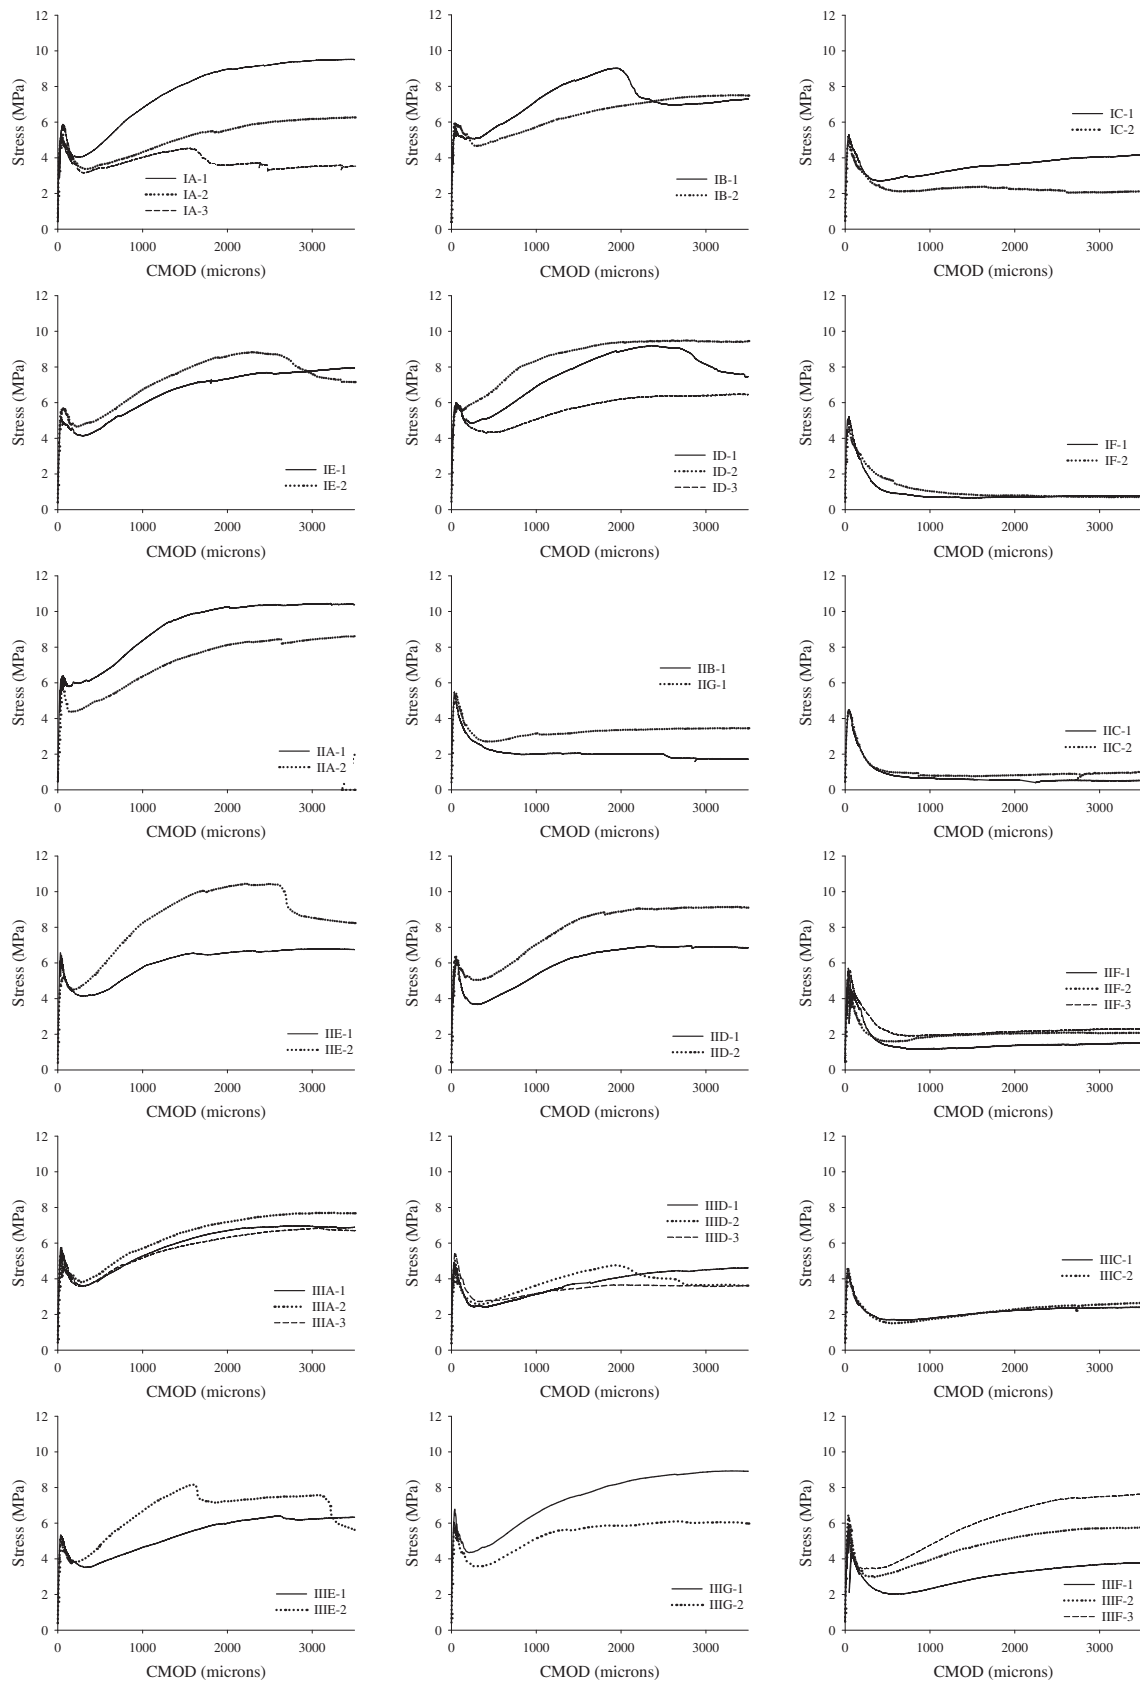 12
10
8
6
4
2
0
Stress (MPa)
IA-1
IA-2
IA-3
0 1000 2000 3000
CMOD (microns)
12
10
8
6
4
2
0
Stress (MPa)
IB-1
IB-2
0 1000 2000 3000
CMOD (microns)
12
10
8
6
4
2
0
Stress (MPa)
IC-1
IC-2
0 1000 2000 3000
CMOD (microns)
12
10
8
6
4
2
0
Stress (MPa)
IE-1
IE-2
0 1000 2000 3000
CMOD (microns)
12
10
8
6
4
2
0
Stress (MPa)
ID-1
ID-2
ID-3
0 1000 2000 3000
CMOD (microns)
12
10
8
6
4
2
0
Stress (MPa)
IF-1
IF-2
0 1000 2000 3000
CMOD (microns)
12
10
8
6
4
2
0
Stress (MPa)
IIA-1
IIA-2
0 1000 2000 3000
CMOD (microns)
12
10
8
6
4
2
0
Stress (MPa)
IIB-1
IIG-1
0 1000 2000 3000
CMOD (microns)
12
10
8
6
4
2
0
Stress (MPa)
IIC-1
IIC-2
0 1000 2000 3000
CMOD (microns)
12
10
8
6
4
2
0
Stress (MPa)
IIE-1
IIE-2
0 1000 2000 3000
CMOD (microns)
12
10
8
6
4
2
0
Stress (MPa)
IID-1
IID-2
0 1000 2000 3000
CMOD (microns)
12
10
8
6
4
2
0
Stress (MPa)
IIF-1
IIF-2
IIF-3
0 1000 2000 3000
CMOD (microns)
12
10
8
6
4
2
0
Stress (MPa)
IIIA-1
IIIA-2
IIIA-3
0 1000 2000 3000
CMOD (microns)
12
10
8
6
4
2
0
Stress (MPa)
IIID-1
IIID-2
IIID-3
0 1000 2000 3000
CMOD (microns)
12
10
8
6
4
2
0
Stress (MPa)
IIIC-1
IIIC-2
0 1000 2000 3000
CMOD (microns)
12
10
8
6
4
2
0
Stress (MPa)
IIIE-1
IIIE-2
0 1000 2000 3000
CMOD (microns)
12
10
8
6
4
2
0
Stress (MPa)
IIIG-1
IIIG-2
0 1000 2000 3000
CMOD (microns)
12
10
8
6
4
2
0
Stress (MPa)
IIIF-1
IIIF-2
IIIF-3
0 1000 2000 3000
CMOD (microns)